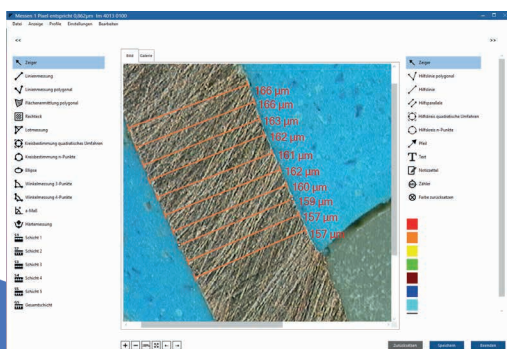 Messen: 1 Pixel entspricht 0,862µm
Datei Anzeige Profile Einstellungen Bearbeiten
<<
>>
Zeiger
Linienmessung
Linienmessung polygonal
Flächenermittlung polygonal
Rechteck
Lotmessung
Kreisbestimmung quadratisches Umfahren
Kreisbestimmung n-Punkte
Ellipse
Winkelmessung 3-Punkte
Winkelmessung 4-Punkte
a-Maß
Härtemessung
Schicht 1
Schicht 2
Schicht 3
Schicht 4
Schicht 5
Gesamtschicht
Bild Galerie
166 µm
166 µm
163 µm
162 µm
161 µm
162 µm
160 µm
159 µm
157 µm
157 µm
Zeiger
Hilfslinie polygonal
Hilfslinie
Hilfsparallele
Hilfskreis quadratische Umfahren
Hilfskreis n-Punkte
Pfeil
Text
Notizzettel
Zähler
Farbe zurücksetzen
Zurücksetzen Speichern Beenden